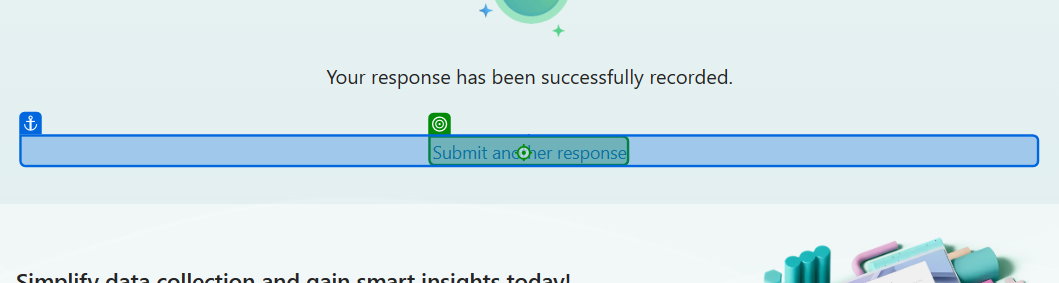 Your response has been successfully recorded.
Submit another response
Simplify data collection and gain smart insights today!